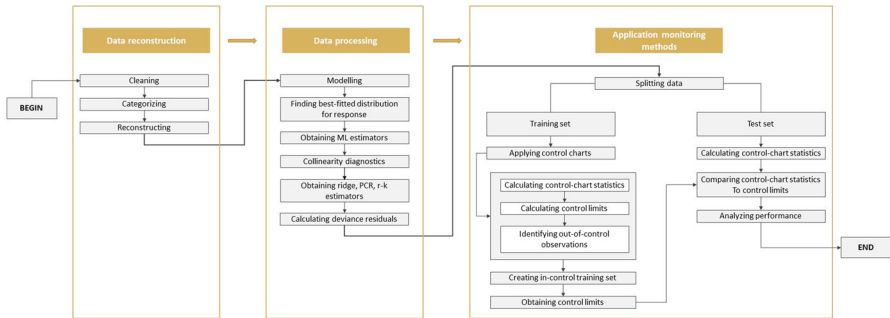 Data reconstruction
Data processing
Application monitoring
methods
BEGIN
Cleaning
Categorizing
Reconstructing
Modelling
Finding best-fitted distribution
for response
Obtaining ML estimators
Collinearity diagnostics
Obtaining ridge, PCR, r-k
estimators
Calculating deviance residuals
Splitting data
Training set
Applying control charts
Calculating control-chart statistics
Calculating control limits
Identifying out-of-control
observations
Creating in-control training set
Obtaining control limits
Test set
Calculating control-chart statistics
Comparing control-chart statistics
To control limits
Analyzing performance
END